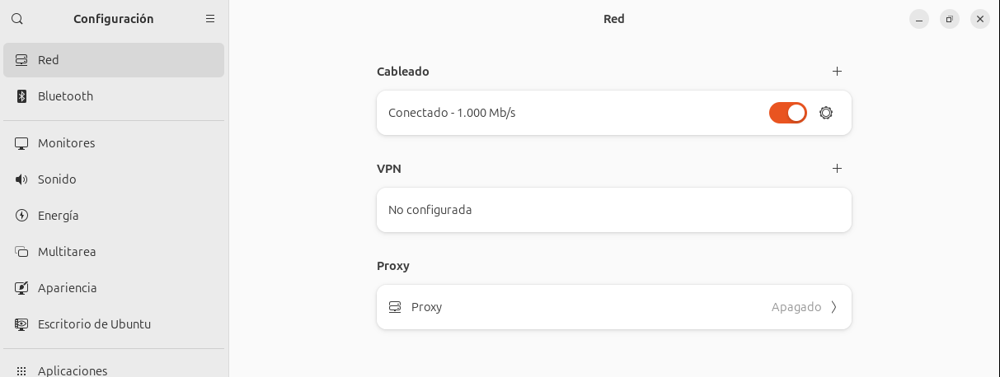 Configuración
Red
Bluetooth
Monitores
Sonido
Energía
Multitarea
Apariencia
Escritorio de Ubuntu
Aplicaciones
Red
Cableado
Conectado - 1.000 Mb/s
VPN
No configurada
Proxy
Proxy Apagado